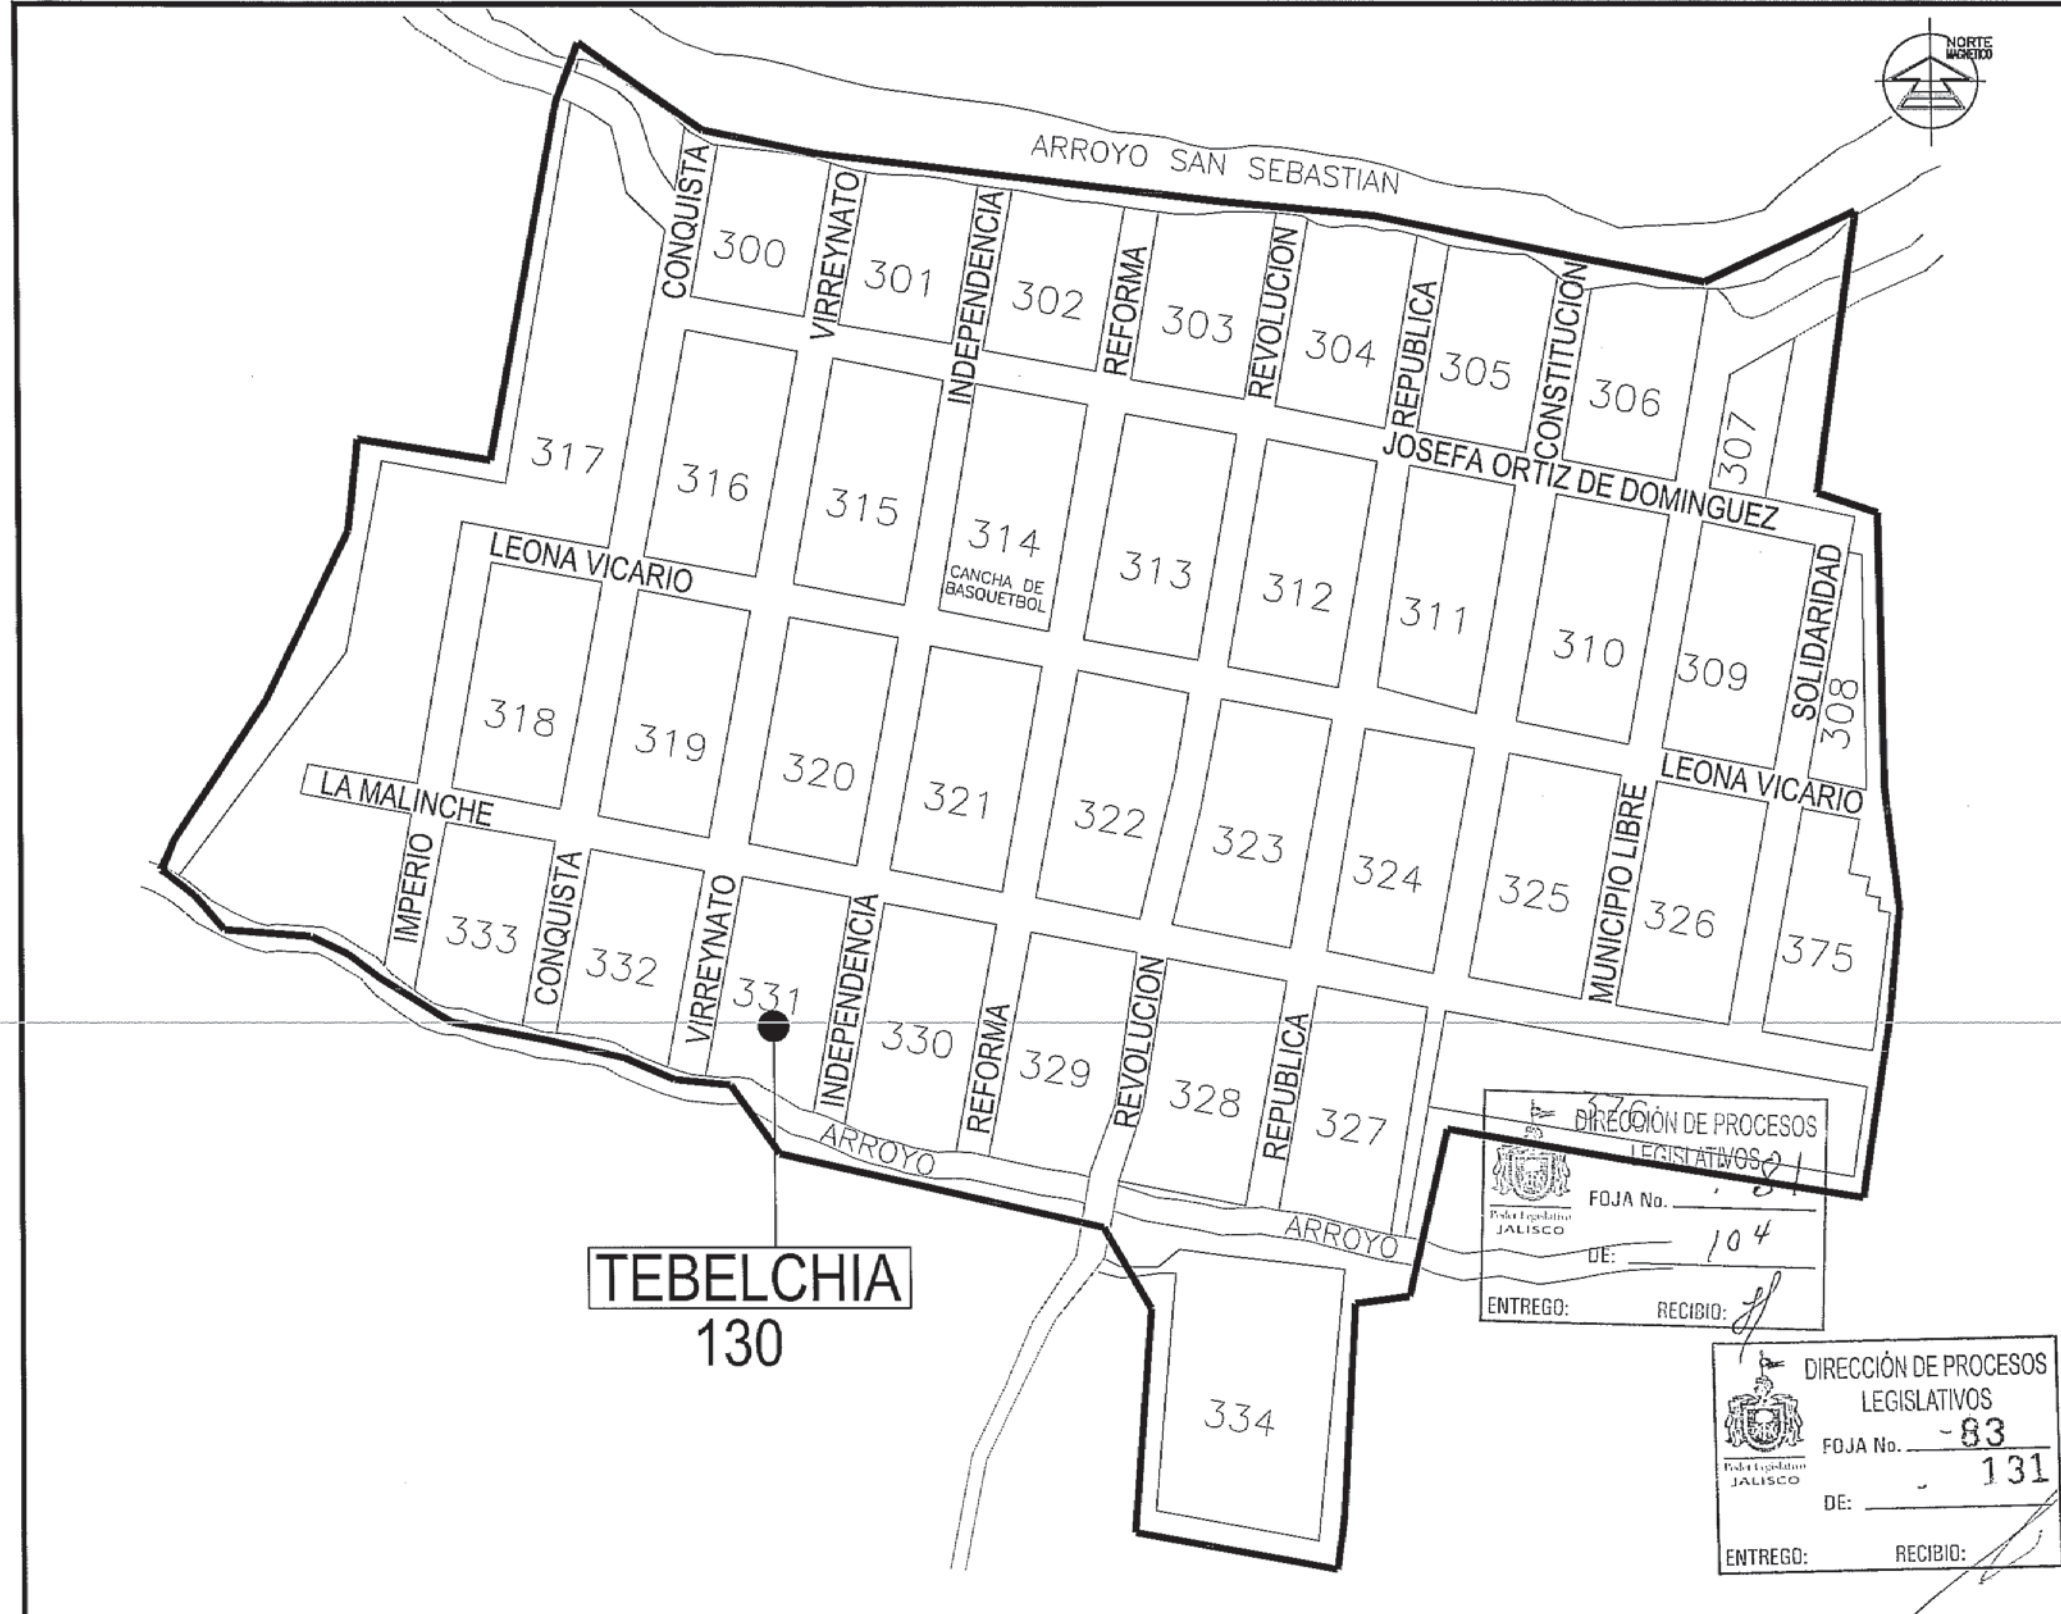 NORTE
MAGNETICO
ARROYO SAN SEBASTIAN
CONQUISTA
300
VIRREYNATO
301
INDEPENDENCIA
302
REFORMA
303
REVOLUCION
304
REPUBLICA
305
CONSTITUCION
306
307
JOSEFA ORTIZ DE DOMINGUEZ
317
316
315
314
CANCHA DE
BASQUETBOL
313
312
311
310
309
SOLIDARIDAD
308
LEONA VICARIO
318
319
320
321
322
323
324
325
MUNICIPIO LIBRE
326
LEONA VICARIO
375
LA MALINCHE
IMPERIO
333
CONQUISTA
332
VIRREYNATO
331
INDEPENDENCIA
330
REFORMA
329
REVOLUCION
328
REPUBLICA
327
376
ARROYO
ARROYO
334
TEBELCHIA
130
DIRECCIÓN DE PROCESOS
LEGISLATIVOS
Poder Legislativo
JALISCO
FOJA No. 81
DE: 104
ENTREGO: RECIBIO:
DIRECCIÓN DE PROCESOS
LEGISLATIVOS
Poder Legislativo
JALISCO
FOJA No. -83
DE: 131
ENTREGO: RECIBIO: